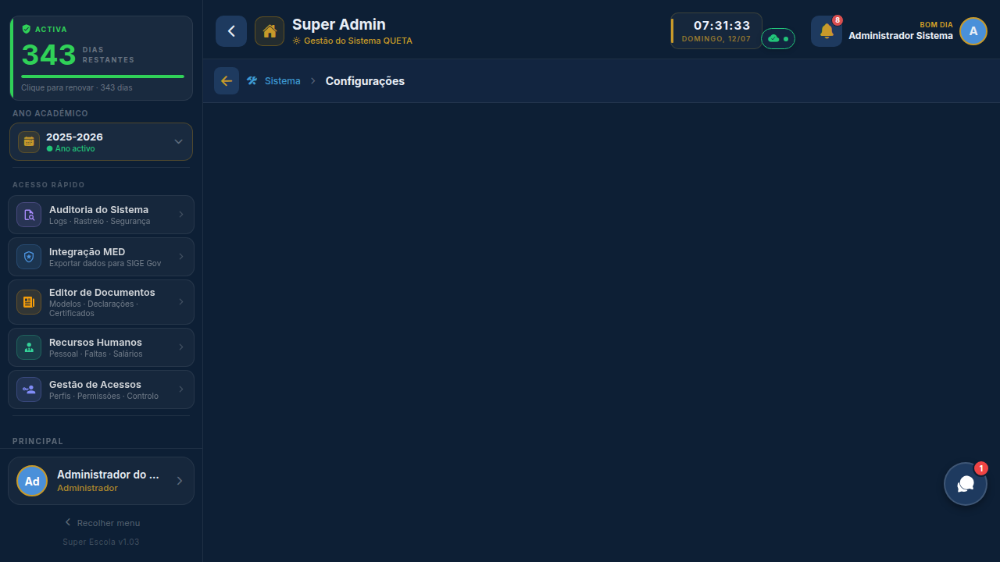 ACTIVA
343
DIAS
RESTANTES
Clique para renovar · 343 dias
ANO ACADÉMICO
2025-2026
Ano activo
ACESSO RÁPIDO
Auditoria do Sistema
Logs · Rastreio · Segurança
Integração MED
Exportar dados para SIGE Gov
Editor de Documentos
Modelos · Declarações ·
Certificados
Recursos Humanos
Pessoal · Faltas · Salários
Gestão de Acessos
Perfis · Permissões · Controlo
PRINCIPAL
Ad
Administrador do ...
Administrador
Recolher menu
Super Escola v1.03
Super Admin
Gestão do Sistema QUETA
07:31:33
DOMINGO, 12/07
8
BOM DIA
Administrador Sistema
A
Sistema
Configurações
1